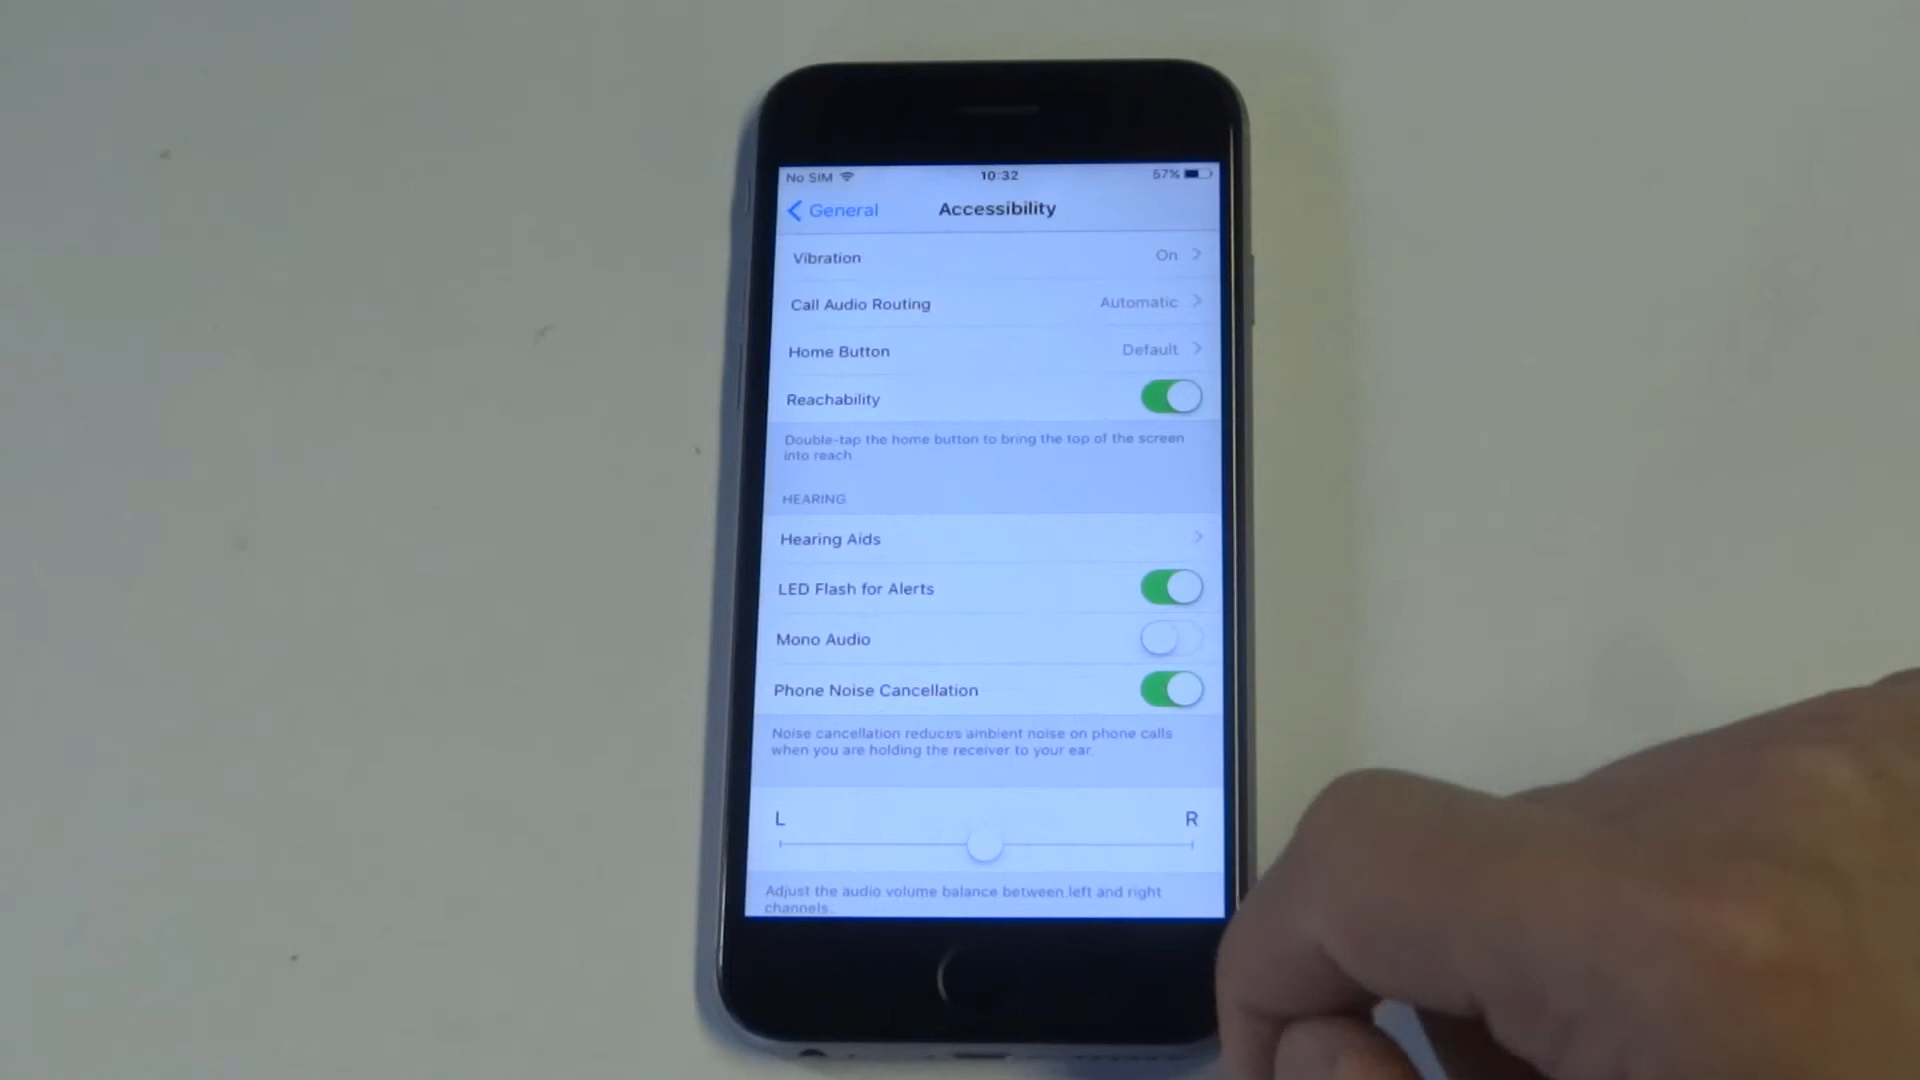 No SIM 10:32 57%
General Accessibility
Vibration On
Call Audio Routing Automatic
Home Button Default
Reachability
Double-tap the home button to bring the top of the screen
into reach
HEARING
Hearing Aids
LED Flash for Alerts
Mono Audio
Phone Noise Cancellation
Noise cancellation reduces ambient noise on phone calls
when you are holding the receiver to your ear.
L R
Adjust the audio volume balance between left and right
channels.